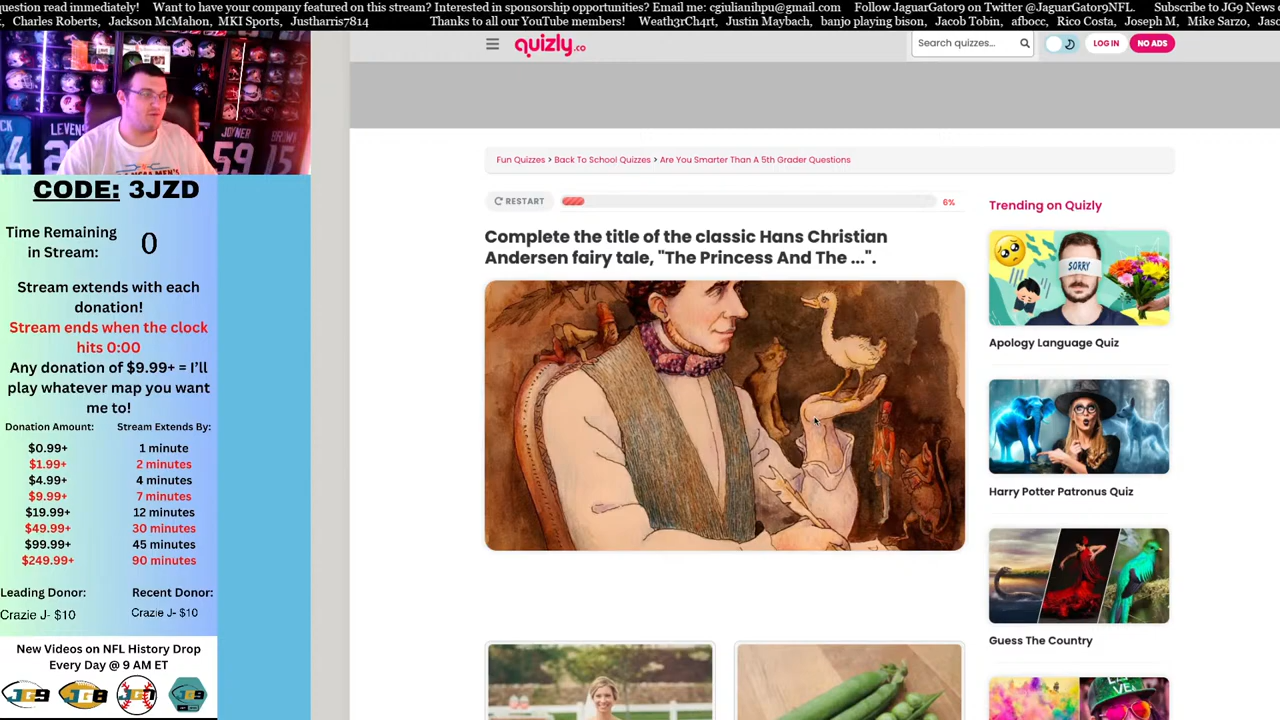 question read immediately! Want to have your company featured on this stream? Interested in sponsorship opportunities? Email me: cgiulianihpu@gmail.com Follow JaguarGator9 on Twitter @JaguarGator9NFL. Subscribe to JG9 News
, Charles Roberts, Jackson McMahon, MKI Sports, Justharris7814 Thanks to all our YouTube members! Weath3rCh4rt, Justin Maybach, banjo playing bison, Jacob Tobin, afbocc, Rico Costa, Joseph M, Mike Sarzo,
quizly.co
Search quizzes...
LOG IN
NO ADS
LEVENS
JOYNER
59
15
BROWN
CODE: 3JZD
Time Remaining
in Stream:
0
Stream extends with each
donation!
Stream ends when the clock
hits 0:00
Any donation of $9.99+ = I'll
play whatever map you want
me to!
Donation Amount: Stream Extends By:
$0.99+ 1 minute
$1.99+ 2 minutes
$4.99+ 4 minutes
$9.99+ 7 minutes
$19.99+ 12 minutes
$49.99+ 30 minutes
$99.99+ 45 minutes
$249.99+ 90 minutes
Leading Donor: Recent Donor:
Crazie J- $10 Crazie J- $10
New Videos on NFL History Drop
Every Day @ 9 AM ET
JG9
JG8
JG9
Fun Quizzes > Back To School Quizzes > Are You Smarter Than A 5th Grader Questions
RESTART
6%
Complete the title of the classic Hans Christian
Andersen fairy tale, "The Princess And The ...".
Trending on Quizly
SORRY
Apology Language Quiz
Harry Potter Patronus Quiz
Guess The Country